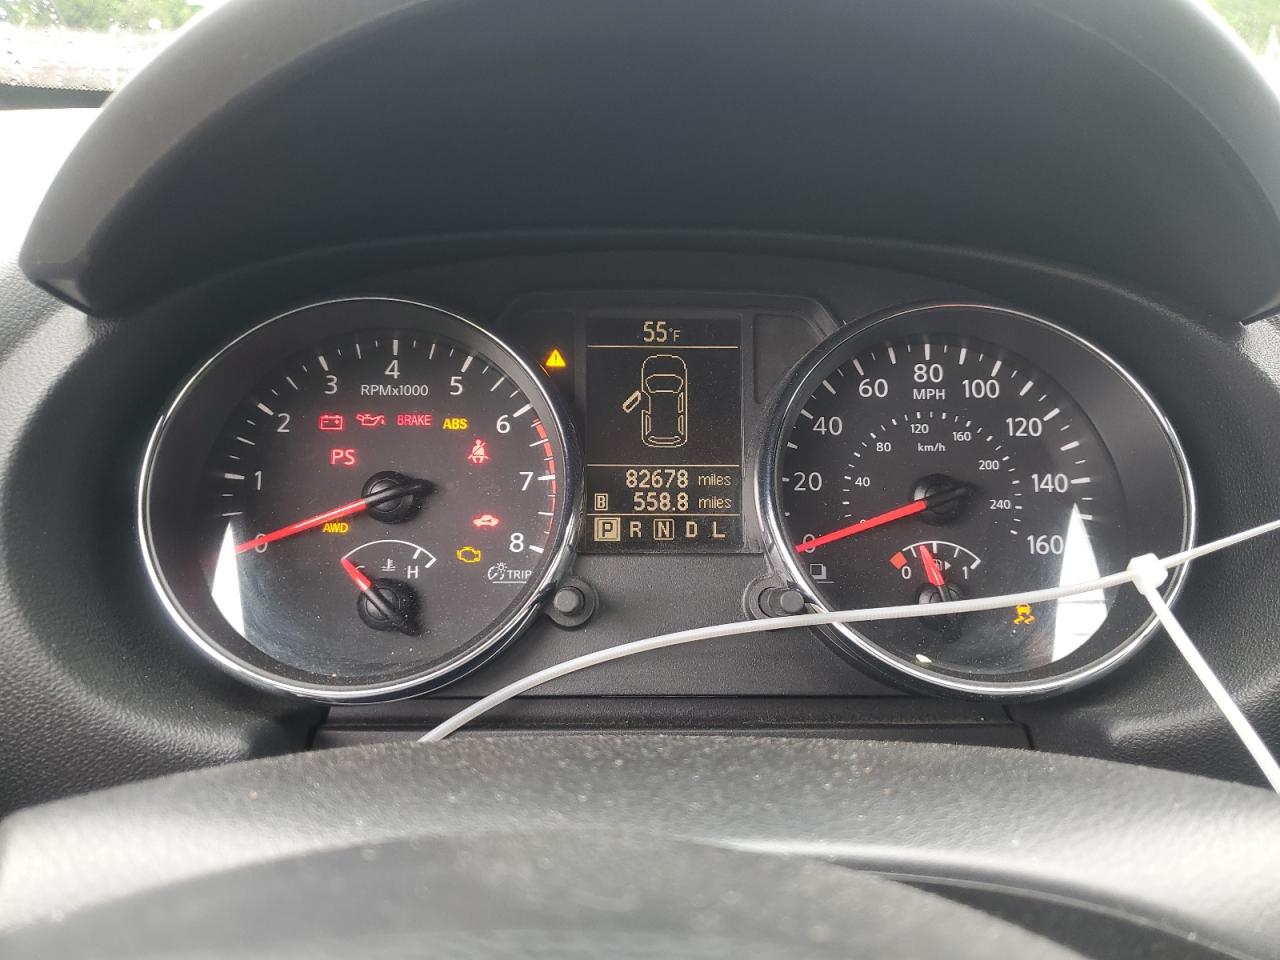 0 1 2 3 4 5 6 7 8
RPMx1000
BRAKE ABS
PS
AWD
H
TRIP
55°F
82678 miles
B 558.8 miles
P R N D L
0 20 40 60 80 100 120 140 160
MPH
40 80 120 160 200 240
km/h
0 1